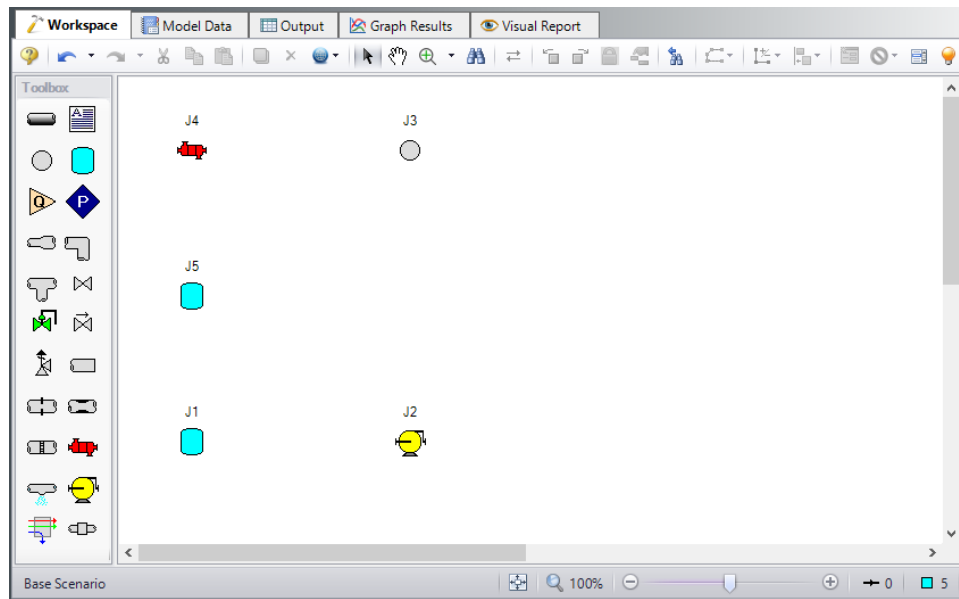 Workspace
Model Data
Output
Graph Results
Visual Report
Toolbox
A
J4
J3
Q
P
J5
J1
J2
Base Scenario
100%
0
5